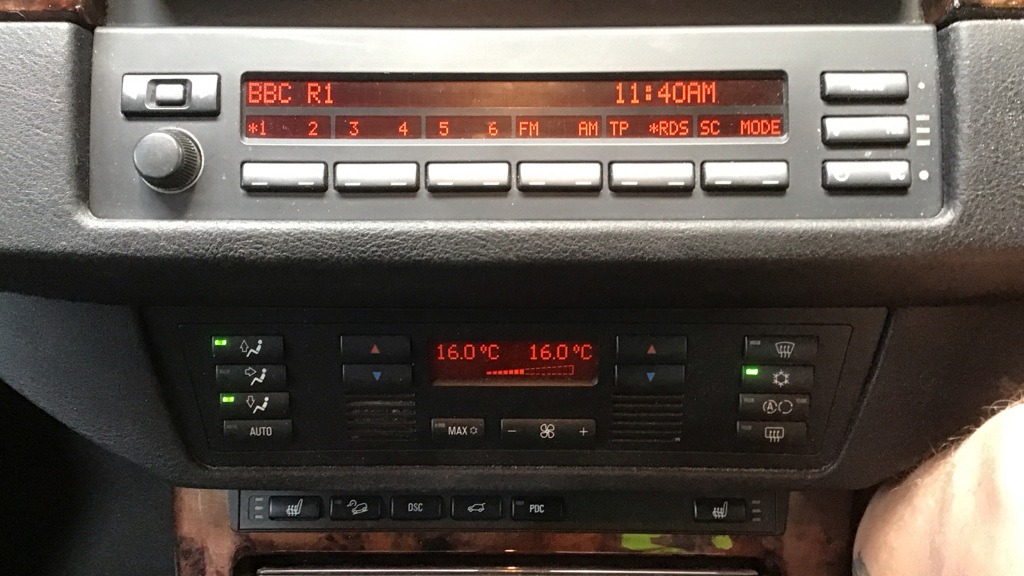 BBC R1 11:40AM
*1 2 3 4 5 6 FM AM TP *RDS SC MODE
16.0°C 16.0°C
AUTO MAX - + A
DSC PDC